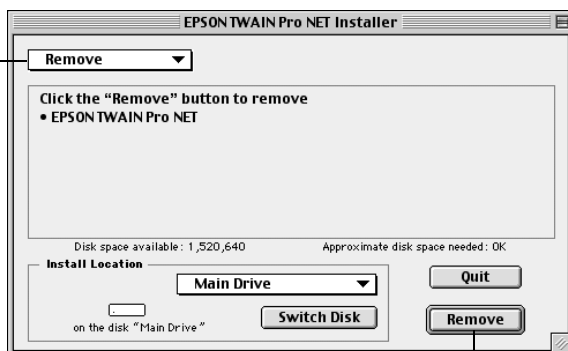 EPSON TWAIN Pro NET Installer
Remove
Click the “Remove” button to remove
• EPSON TWAIN Pro NET
Disk space available: 1,520,640 Approximate disk space needed: 0K
Install Location
Main Drive
Quit
on the disk “Main Drive”
Switch Disk
Remove